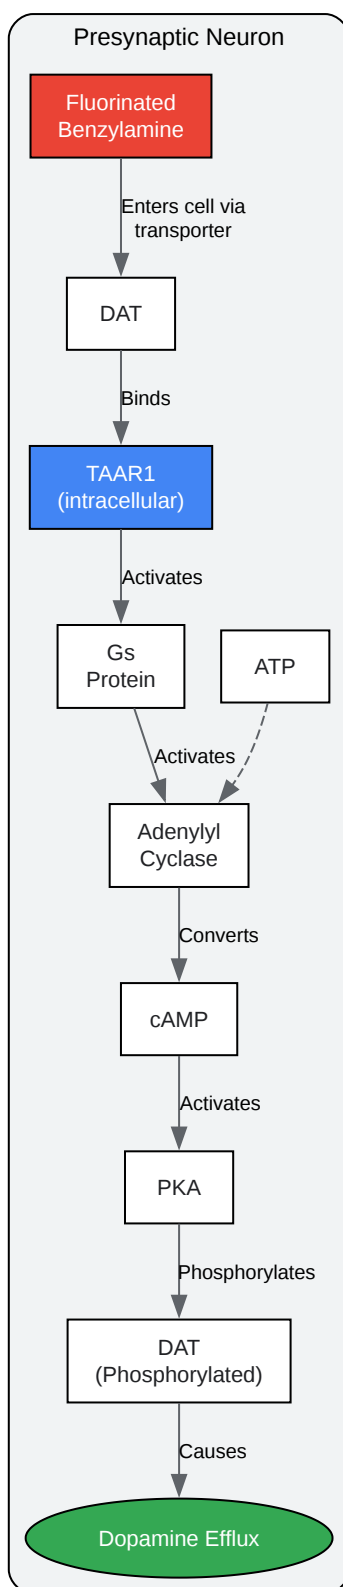 Presynaptic Neuron
Fluorinated
Benzylamine
Enters cell via
transporter
DAT
Binds
TAAR1
(intracellular)
Activates
Gs
Protein
ATP
Activates
Adenylyl
Cyclase
Converts
cAMP
Activates
PKA
Phosphorylates
DAT
(Phosphorylated)
Causes
Dopamine Efflux